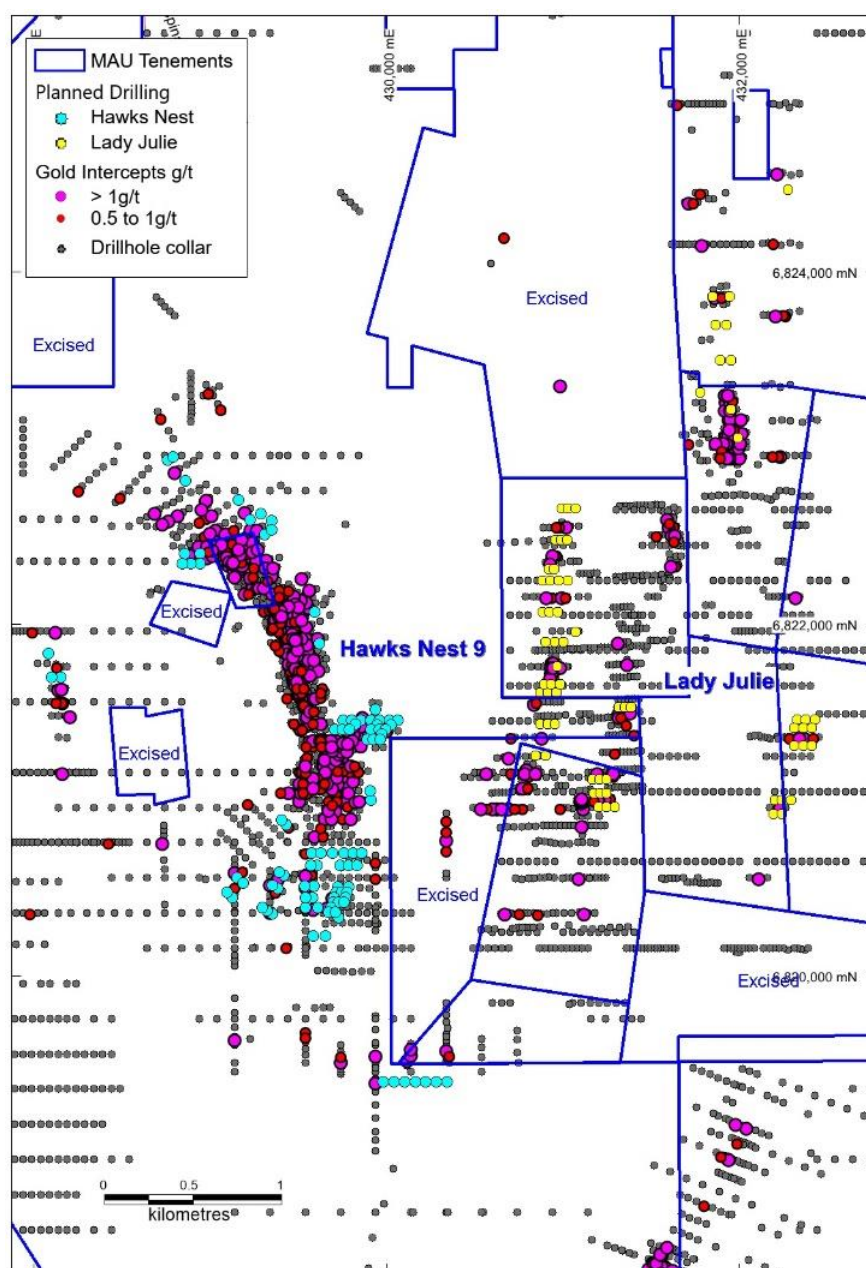 MAU Tenements
Planned Drilling
Hawks Nest
Lady Julie
Gold Intercepts g/t
> 1g/t
0.5 to 1g/t
Drillhole collar
430,000 mE
432,000 mE
6,824,000 mN
Excised
Excised
Excised
6,822,000 mN
Hawks Nest 9
Lady Julie
Excised
Excised
6,820,000 mN
Excised
0 0.5 1
kilometres